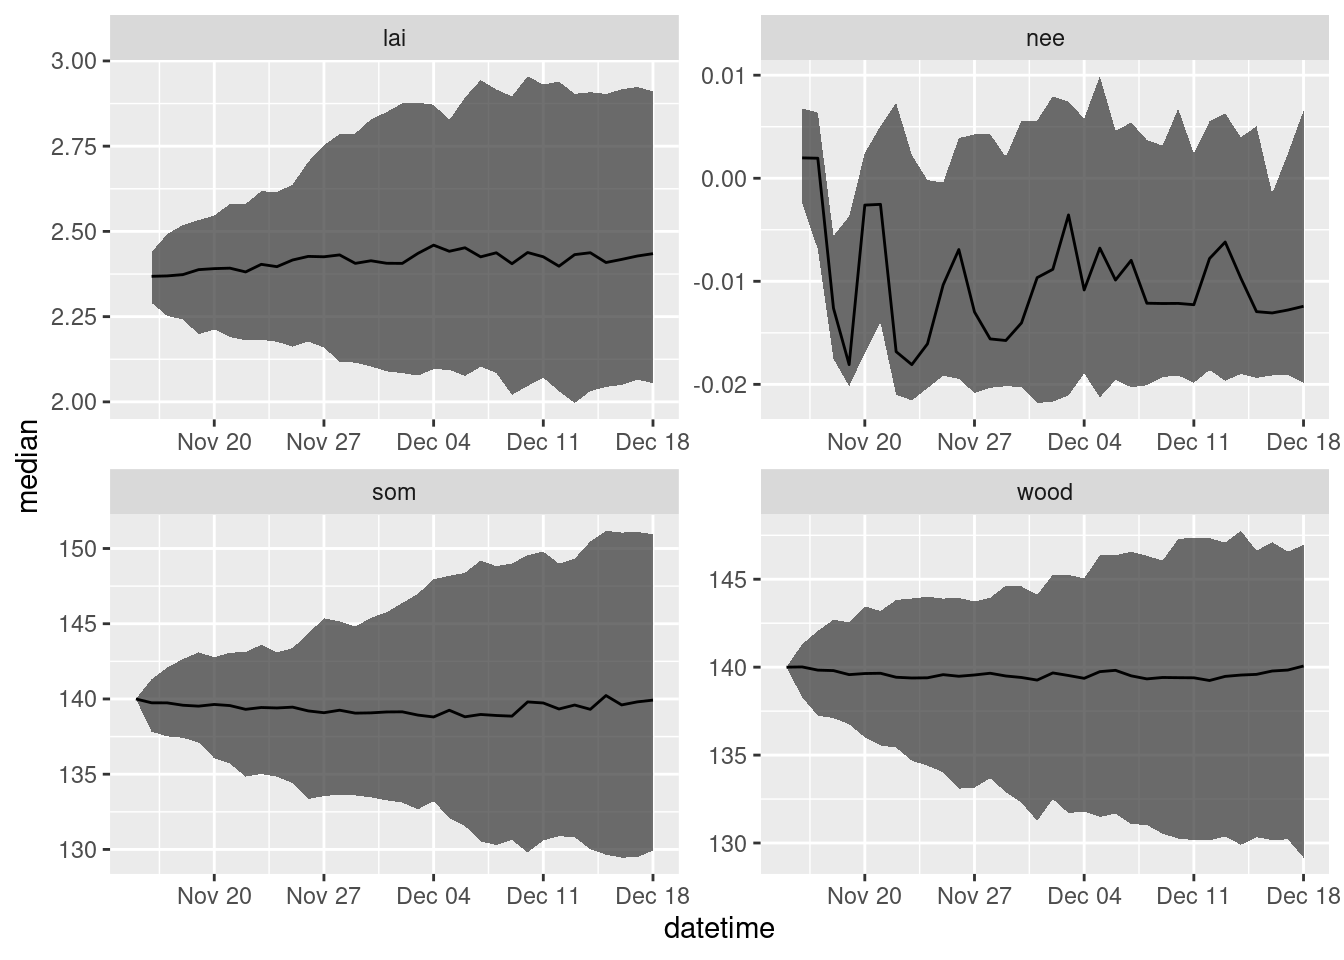 lai
nee
3.00
2.75
2.50
2.25
2.00
0.01
0.00
-0.01
-0.02
Nov 20 Nov 27 Dec 04 Dec 11 Dec 18
Nov 20 Nov 27 Dec 04 Dec 11 Dec 18
median
som
wood
150
145
140
135
130
145
140
135
130
Nov 20 Nov 27 Dec 04 Dec 11 Dec 18
Nov 20 Nov 27 Dec 04 Dec 11 Dec 18
datetime